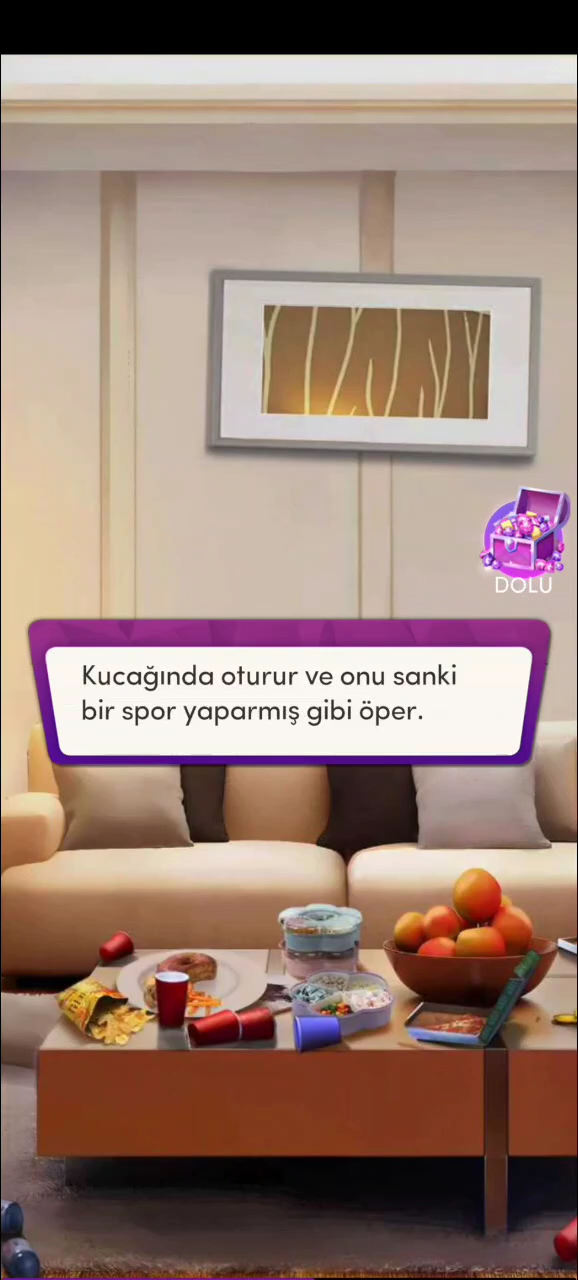 DOLU
Kucağında oturur ve onu sanki
bir spor yaparmış gibi öper.